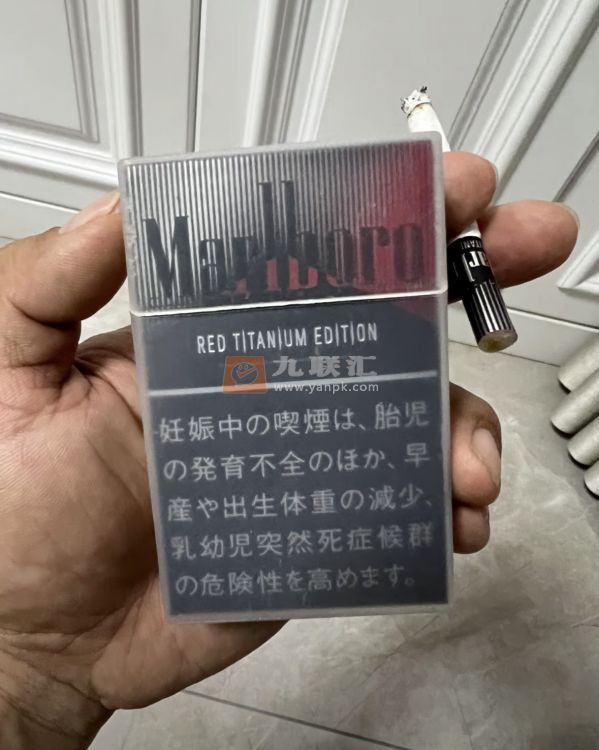 Marlboro
RED TITANIUM EDITION
九联汇
www.yanpk.com
妊娠中の喫煙は、胎児
の発育不全のほか、早
産や出生体重の減少、
乳幼児突然死症候群
の危険性を高めます。